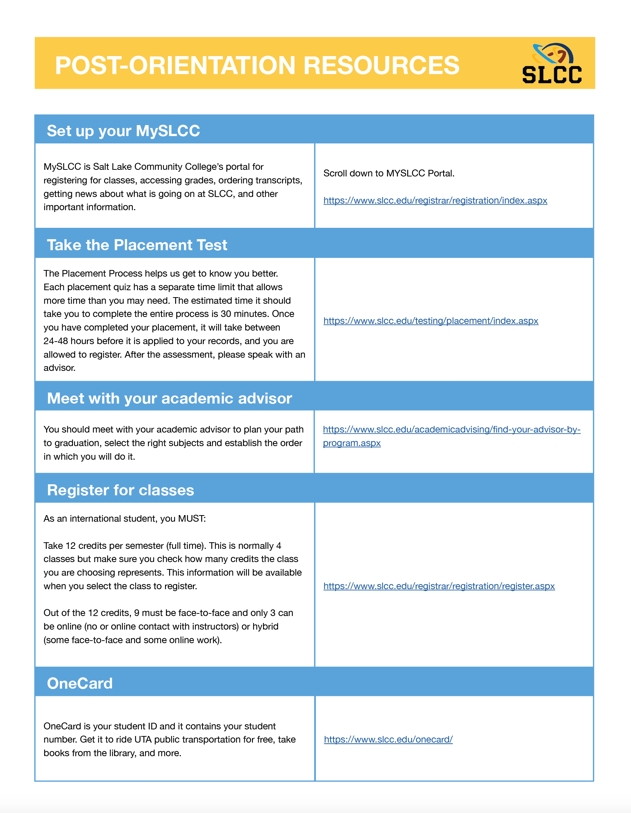 POST-ORIENTATION RESOURCES
SLCC
Set up your MySLCC
MySLCC is Salt Lake Community College's portal for
registering for classes, accessing grades, ordering transcripts,
getting news about what is going on at SLCC, and other
important information.
Scroll down to MYSLCC Portal.
https://www.slcc.edu/registrar/registration/index.aspx
Take the Placement Test
The Placement Process helps us get to know you better.
Each placement quiz has a separate time limit that allows
more time than you may need. The estimated time it should
take you to complete the entire process is 30 minutes. Once
you have completed your placement, it will take between
24-48 hours before it is applied to your records, and you are
allowed to register. After the assessment, please speak with an
advisor.
https://www.slcc.edu/testing/placement/index.aspx
Meet with your academic advisor
You should meet with your academic advisor to plan your path
to graduation, select the right subjects and establish the order
in which you will do it.
https://www.slcc.edu/academicadvising/find-your-advisor-by-
program.aspx
Register for classes
As an international student, you MUST:
Take 12 credits per semester (full time). This is normally 4
classes but make sure you check how many credits the class
you are choosing represents. This information will be available
when you select the class to register.
Out of the 12 credits, 9 must be face-to-face and only 3 can
be online (no or online contact with instructors) or hybrid
(some face-to-face and some online work).
https://www.slcc.edu/registrar/registration/register.aspx
OneCard
OneCard is your student ID and it contains your student
number. Get it to ride UTA public transportation for free, take
books from the library, and more.
https://www.slcc.edu/onecard/